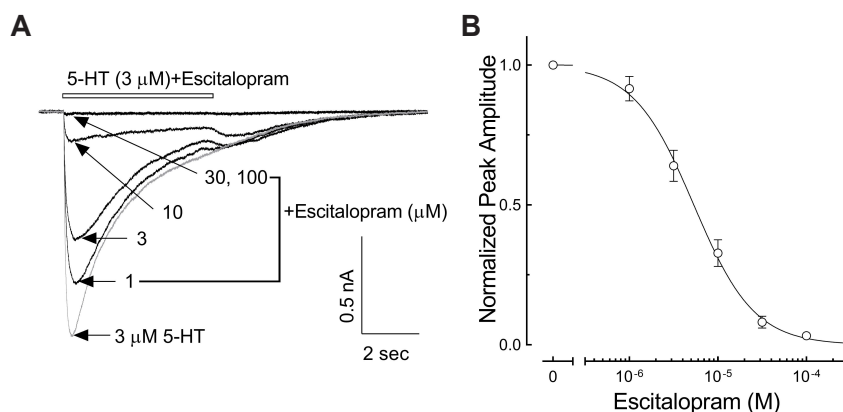 A
5-HT (3 μM)+Escitalopram
30, 100
10
+Escitalopram (μM)
3
1
3 μM 5-HT
0.5 nA
2 sec
B
Normalized Peak Amplitude
1.0
0.5
0.0
0
10-6
10-5
10-4
Escitalopram (M)